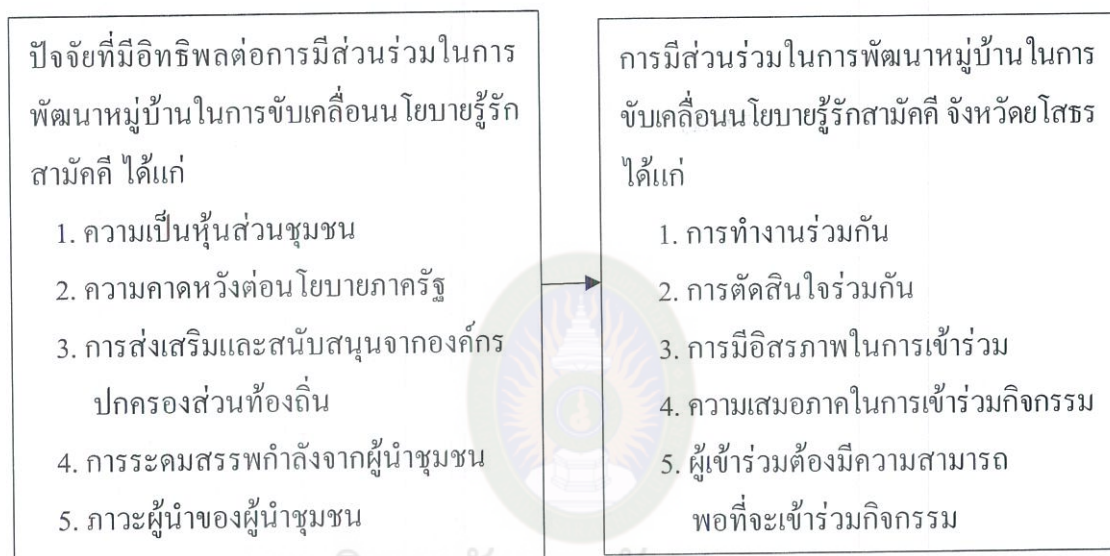 ปัจจัยที่มีอิทธิพลต่อการมีส่วนร่วมในการ
พัฒนาหมู่บ้านในการขับเคลื่อนนโยบายรู้รัก
สามัคคี ได้แก่
1. ความเป็นหุ้นส่วนชุมชน
2. ความคาดหวังต่อนโยบายภาครัฐ
3. การส่งเสริมและสนับสนุนจากองค์กร
ปกครองส่วนท้องถิ่น
4. การระดมสรรพกำลังจากผู้นำชุมชน
5. ภาวะผู้นำของผู้นำชุมชน
การมีส่วนร่วมในการพัฒนาหมู่บ้านในการ
ขับเคลื่อนนโยบายรู้รักสามัคคี จังหวัดยโสธร
ได้แก่
1. การทำงานร่วมกัน
2. การตัดสินใจร่วมกัน
3. การมีอิสรภาพในการเข้าร่วม
4. ความเสมอภาคในการเข้าร่วมกิจกรรม
5. ผู้เข้าร่วมต้องมีความสามารถ
พอที่จะเข้าร่วมกิจกรรม